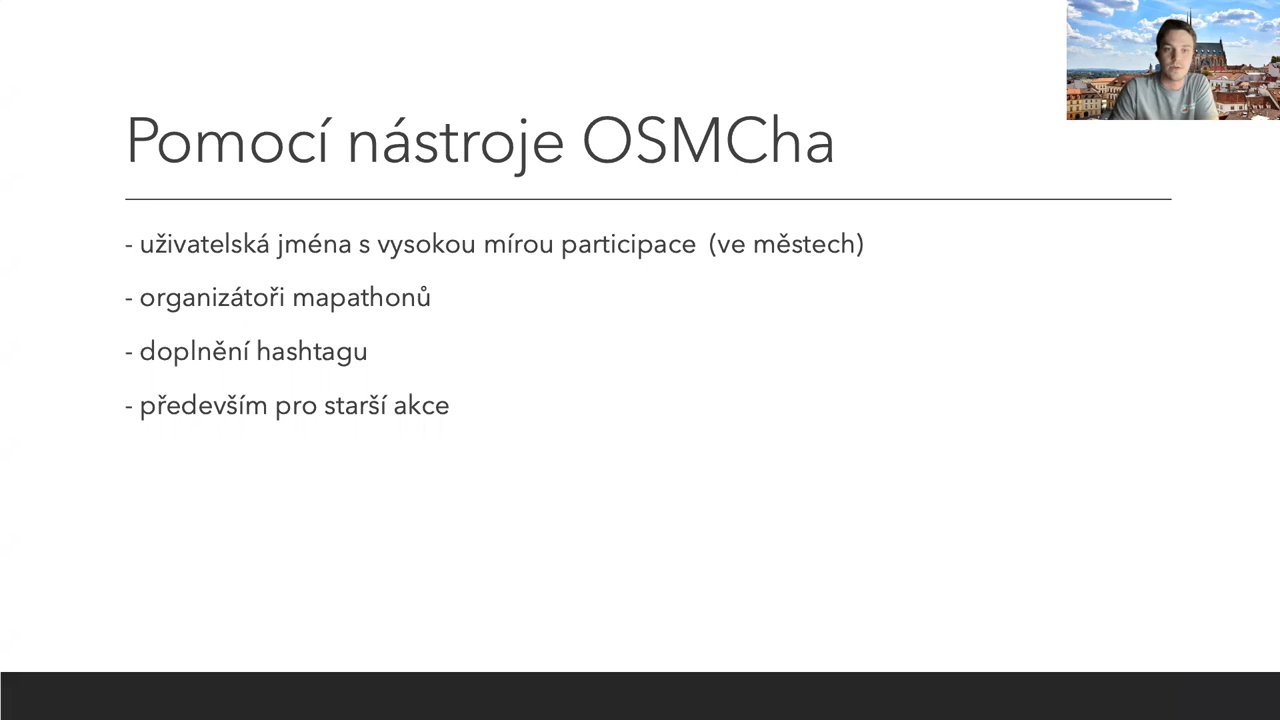 Pomocí nástroje OSMCha
- uživatelská jména s vysokou mírou participace (ve městech)
- organizátoři mapathonů
- doplnění hashtagu
- především pro starší akce